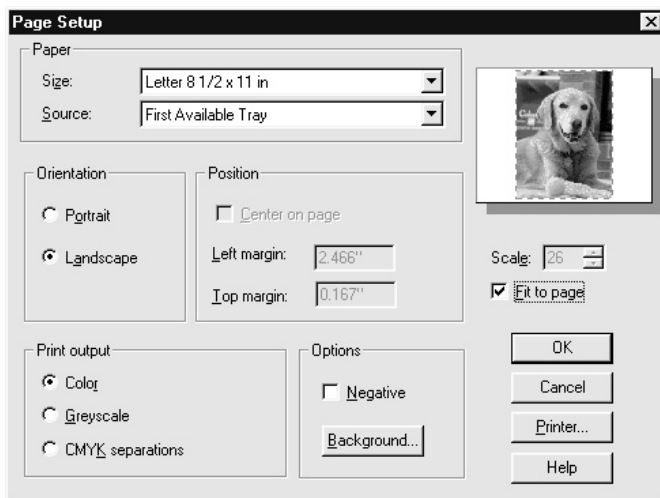 Page Setup
Paper
Size: Letter 8 1/2 x 11 in
Source: First Available Tray
Orientation
Portrait
Landscape
Position
Center on page
Left margin: 2.466"
Top margin: 0.167"
Scale: 26
Fit to page
Print output
Color
Greyscale
CMYK separations
Options
Negative
Background...
OK
Cancel
Printer...
Help